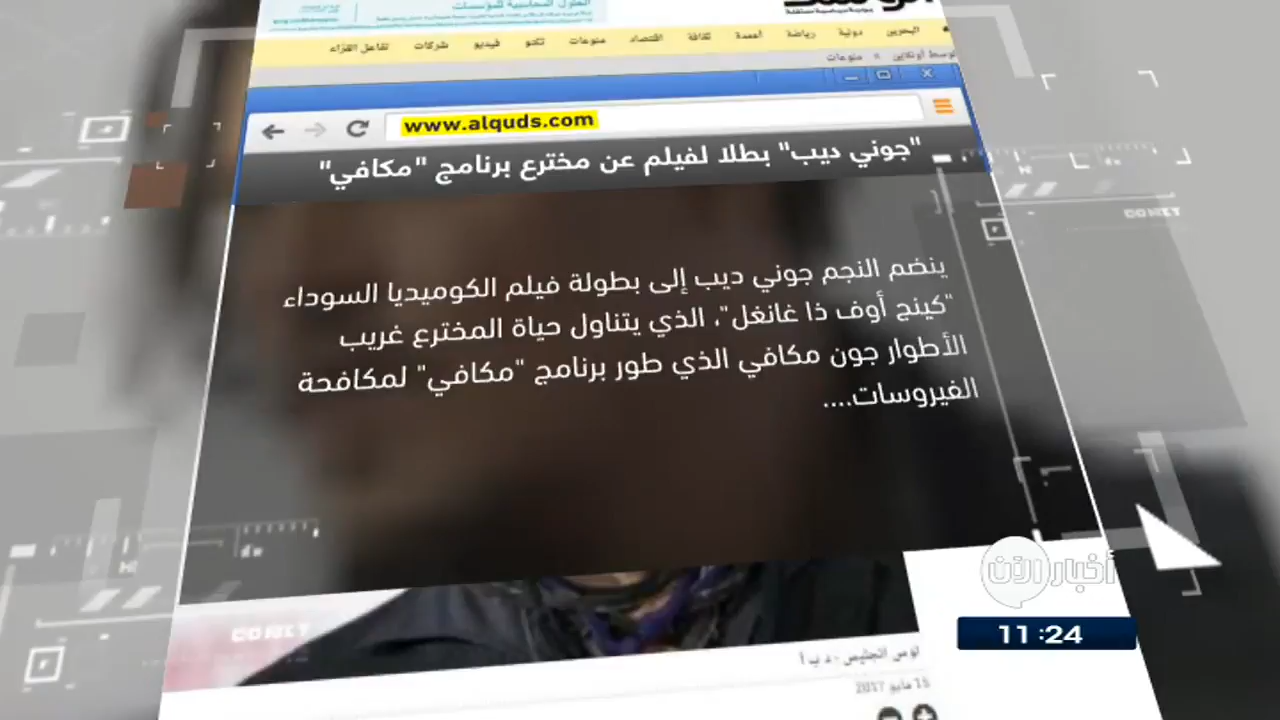 الحلول المحاسبية للمؤسسات
البحرين دولية رياضة أعمدة ثقافة اقتصاد منوعات تكنو فيديو شركات تفاعل القراء
منوعات
www.alquds.com
"جوني ديب" بطلا لفيلم عن مخترع برنامج "مكافي"
ينضم النجم جوني ديب إلى بطولة فيلم الكوميديا السوداء
"كينج أوف ذا غانغل"، الذي يتناول حياة المخترع غريب
الأطوار جون مكافي الذي طور برنامج "مكافي" لمكافحة
الفيروسات....
أخبار الآن
11:24
لوس انجليس - د ب أ
15 مايو 2017